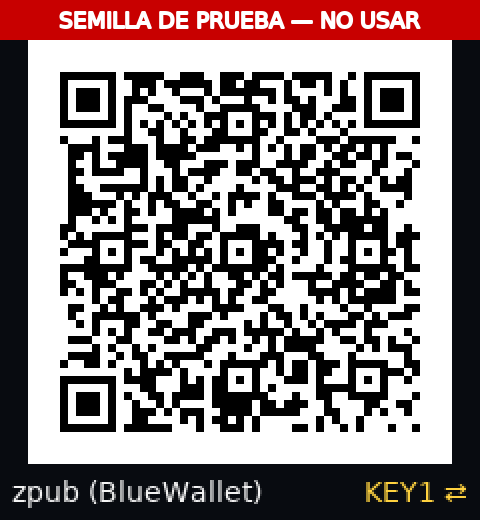 SEMILLA DE PRUEBA — NO USAR
zpub (BlueWallet)
KEY1 ⇄